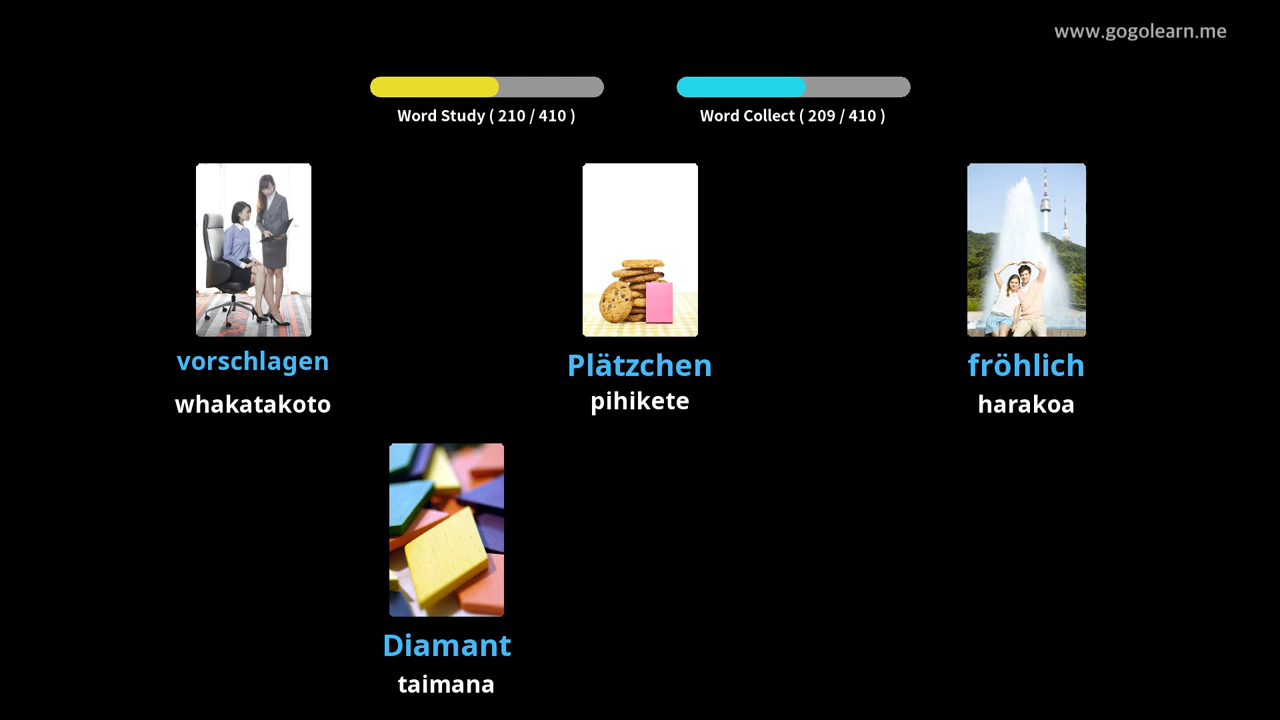 www.gogolearn.me
Word Study ( 210 / 410 )
Word Collect ( 209 / 410 )
vorschlagen
whakatakoto
Plätzchen
pihikete
fröhlich
harakoa
Diamant
taimana